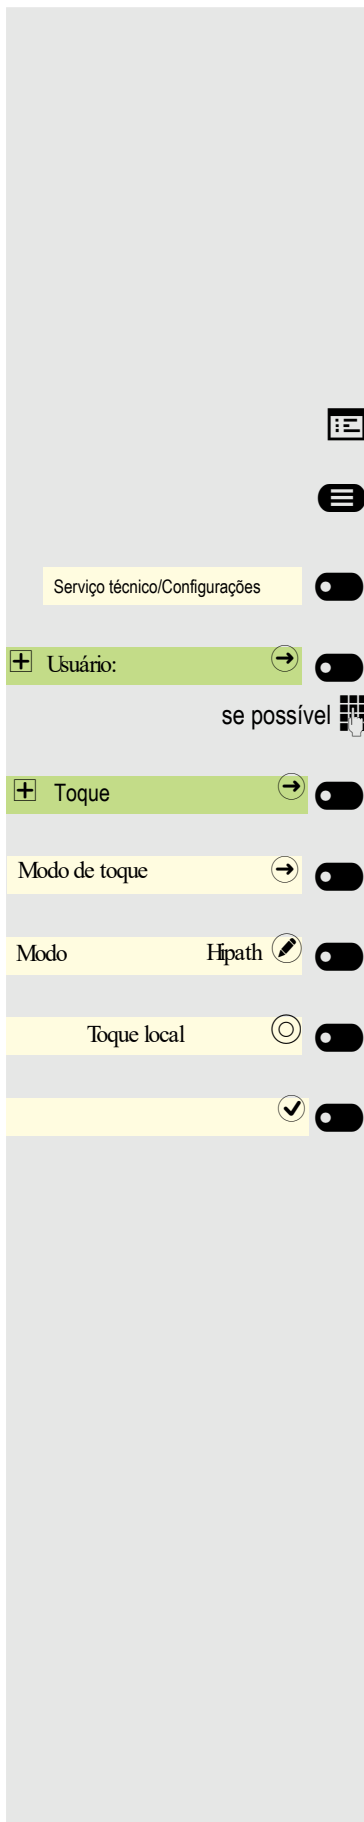 Serviço técnico/Configurações
Usuário:
se possível
Toque
Modo de toque
Modo Hipath
Toque local